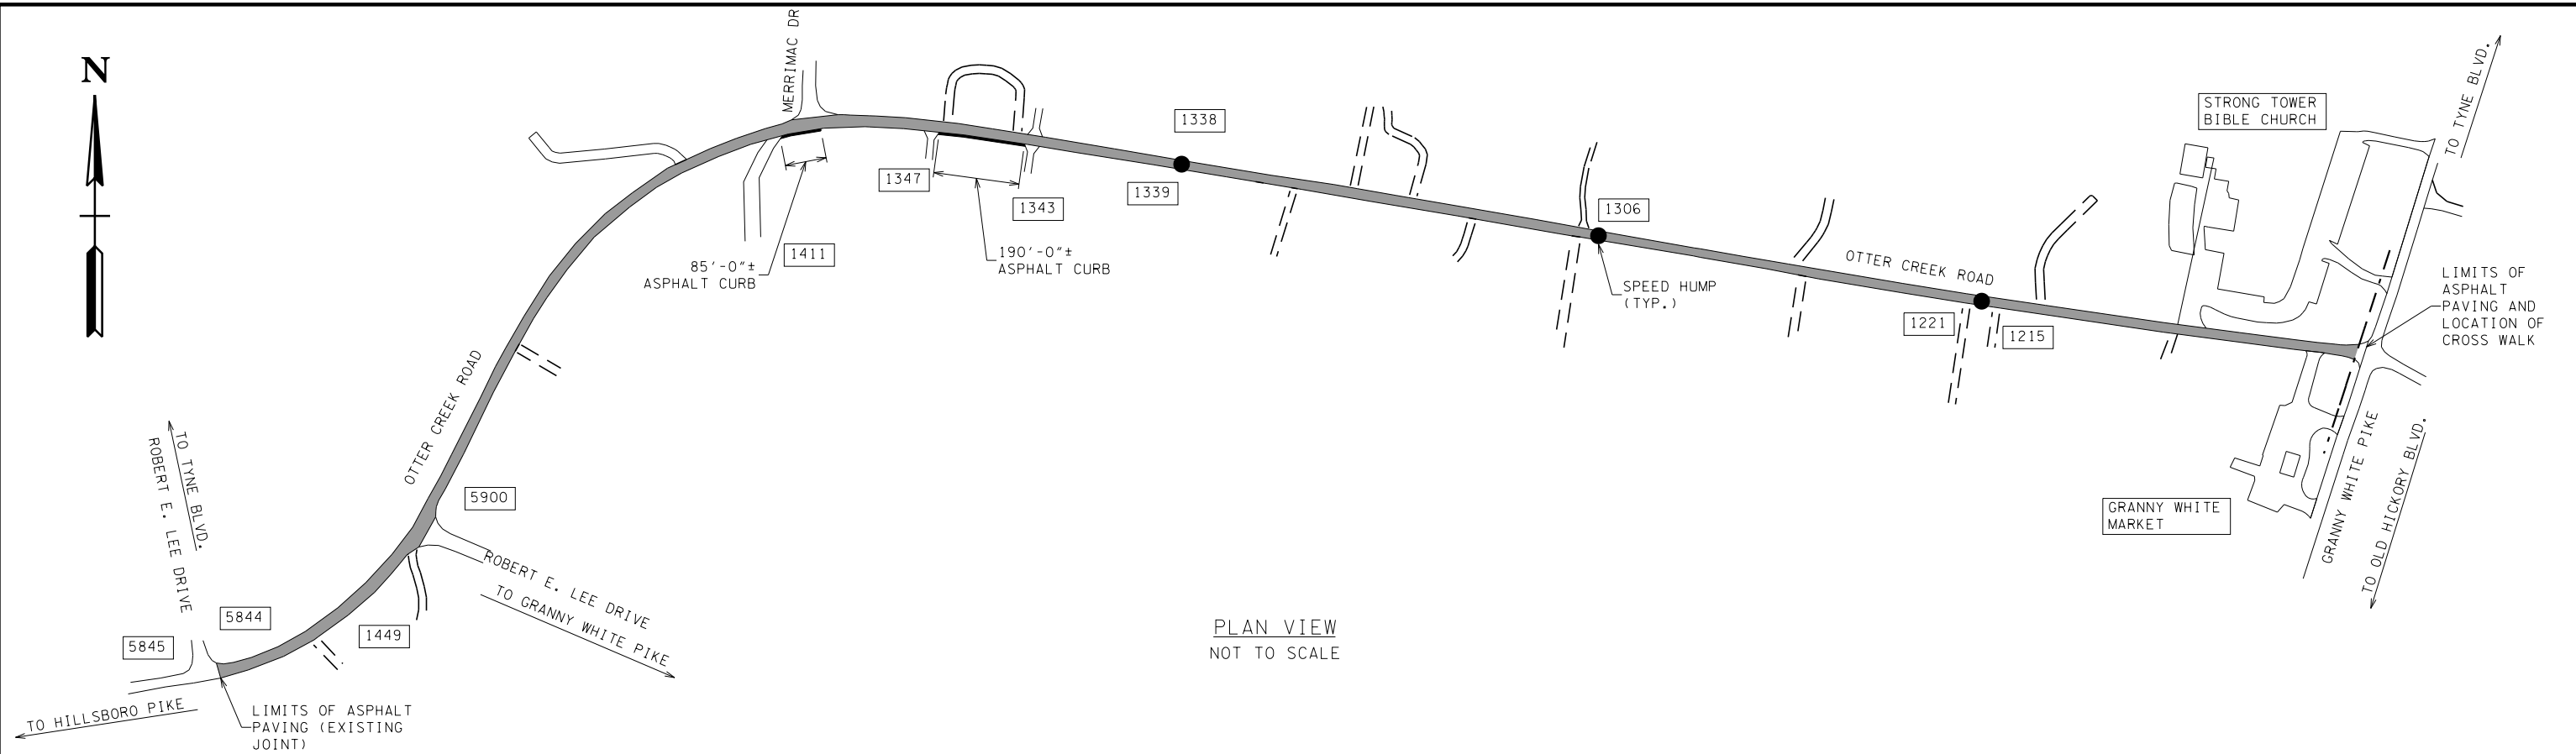 N
MERRIMAC DR
1338
STRONG TOWER
BIBLE CHURCH
TO TYNE BLVD.
1347
1339
1343
1306
1411
85'-0"±
ASPHALT CURB
190'-0"±
ASPHALT CURB
SPEED HUMP
(TYP.)
OTTER CREEK ROAD
1221
1215
LIMITS OF
ASPHALT
PAVING AND
LOCATION OF
CROSS WALK
OTTER CREEK ROAD
TO TYNE BLVD.
ROBERT E. LEE DRIVE
5900
GRANNY WHITE
MARKET
GRANNY WHITE PIKE
TO OLD HICKORY BLVD.
ROBERT E. LEE DRIVE
TO GRANNY WHITE PIKE
5844
5845
1449
PLAN VIEW
NOT TO SCALE
TO HILLSBORO PIKE
LIMITS OF ASPHALT
PAVING (EXISTING
JOINT)